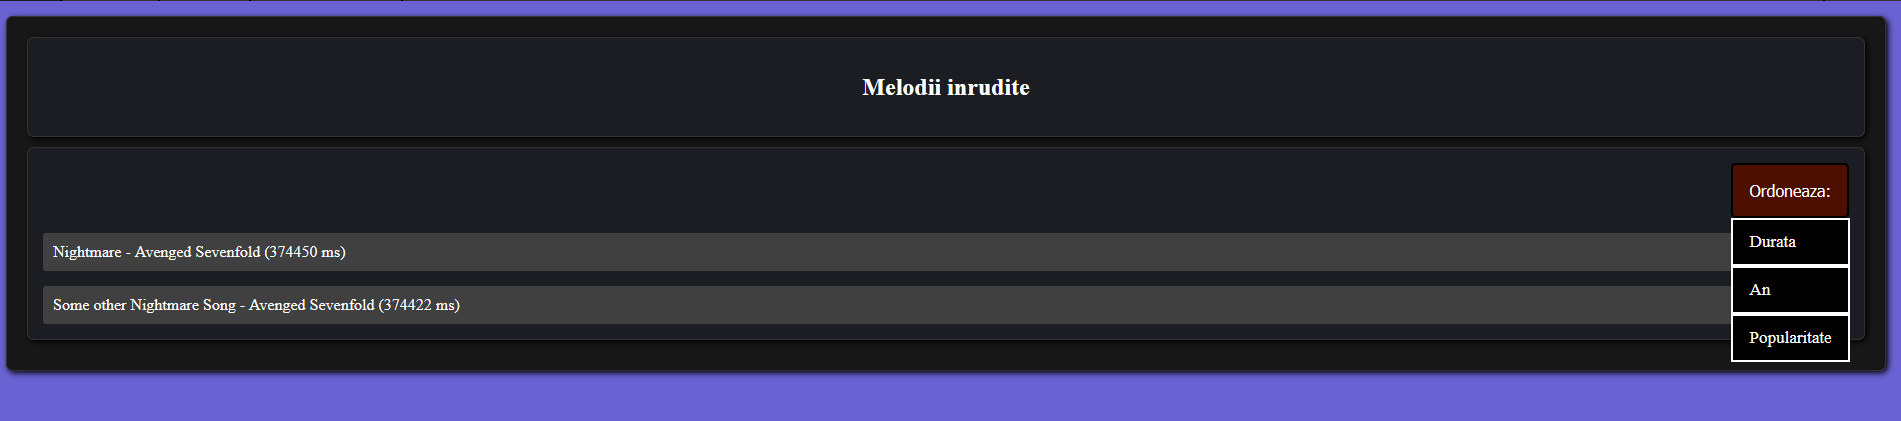 Melodii inrudite
Ordoneaza:
Durata
An
Popularitate
Nightmare - Avenged Sevenfold (374450 ms)
Some other Nightmare Song - Avenged Sevenfold (374422 ms)